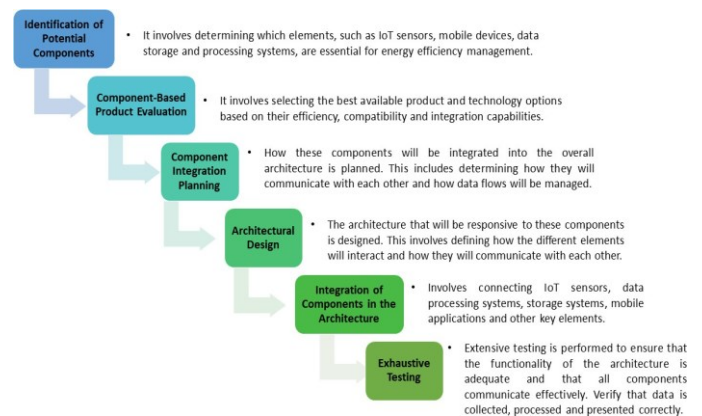 Identification of
Potential
Components
• It involves determining which elements, such as IoT sensors, mobile devices, data
storage and processing systems, are essential for energy efficiency management.
Component-Based
Product Evaluation
• It involves selecting the best available product and technology options
based on their efficiency, compatibility and integration capabilities.
Component
Integration
Planning
• How these components will be integrated into the overall
architecture is planned. This includes determining how they will
communicate with each other and how data flows will be managed.
Architectural
Design
• The architecture that will be responsive to these components
is designed. This involves defining how the different elements
will interact and how they will communicate with each other.
Integration of
Components in the
Architecture
• Involves connecting IoT sensors, data
processing systems, storage systems, mobile
applications and other key elements.
Exhaustive
Testing
• Extensive testing is performed to ensure that
the functionality of the architecture is
adequate and that all components
communicate effectively. Verify that data is
collected, processed and presented correctly.